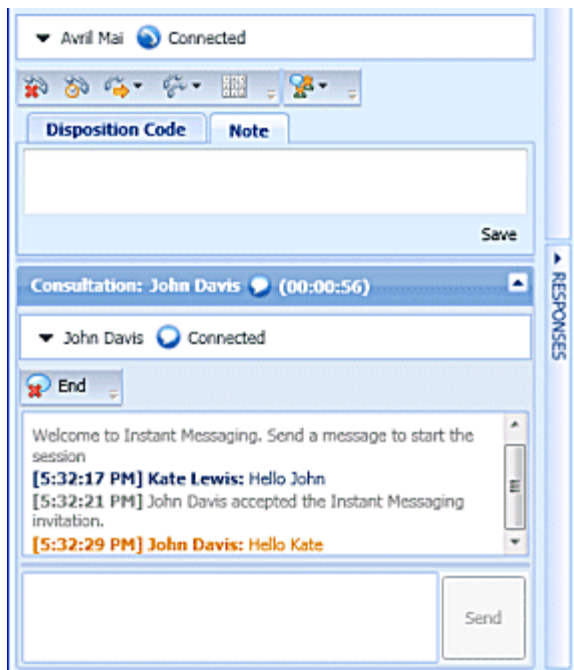 Avril Mai Connected
Disposition Code Note
Save
Consultation: John Davis (00:00:56)
John Davis Connected
End
Welcome to Instant Messaging. Send a message to start the
session
[5:32:17 PM] Kate Lewis: Hello John
[5:32:21 PM] John Davis accepted the Instant Messaging
invitation.
[5:32:29 PM] John Davis: Hello Kate
Send
RESPONSES